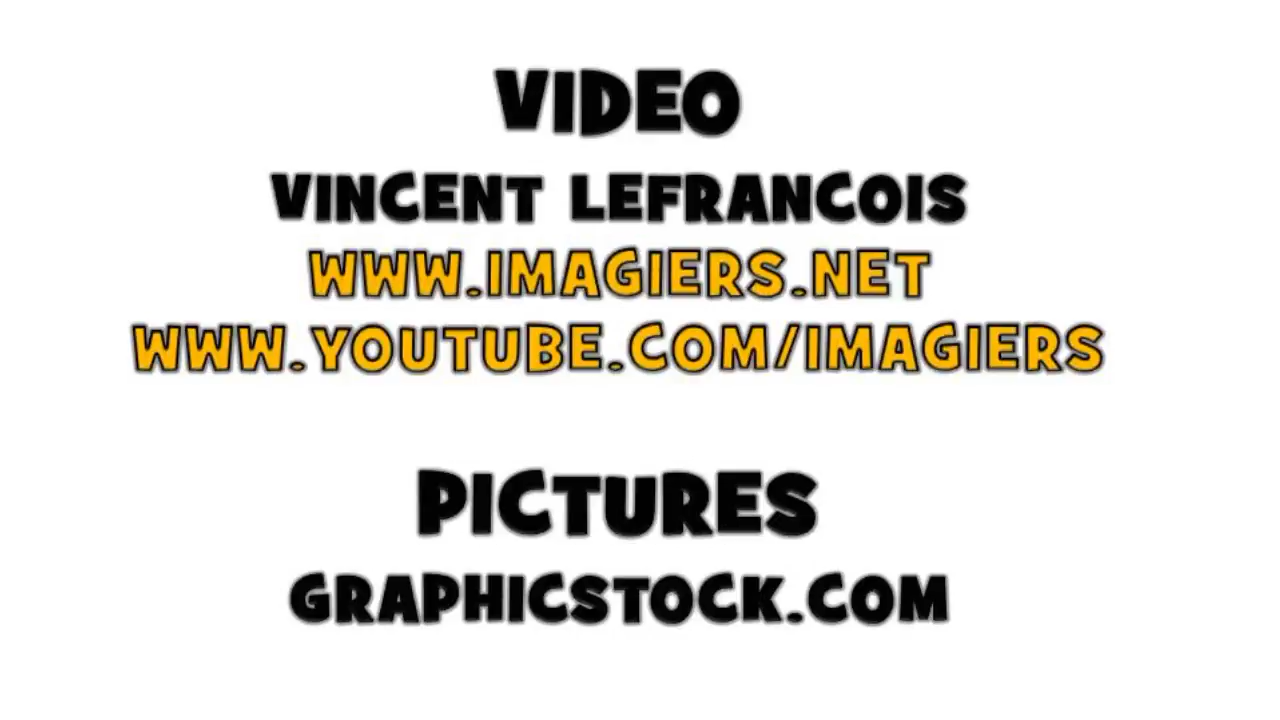 VIDEO
VINCENT LEFRANCOIS
WWW.IMAGIERS.NET
WWW.YOUTUBE.COM/IMAGIERS
PICTURES
GRAPHICSTOCK.COM